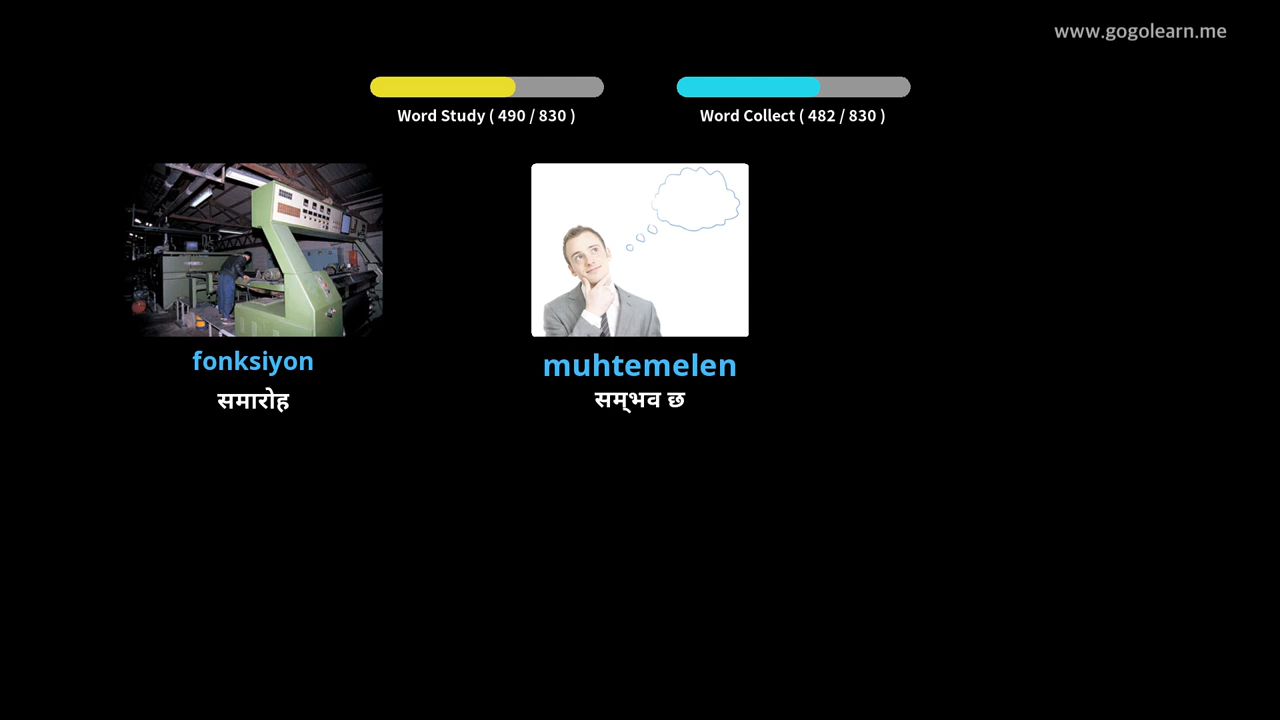 www.gogolearn.me
Word Study ( 490 / 830 )
Word Collect ( 482 / 830 )
fonksiyon
समारोह
muhtemelen
सम्भव छ